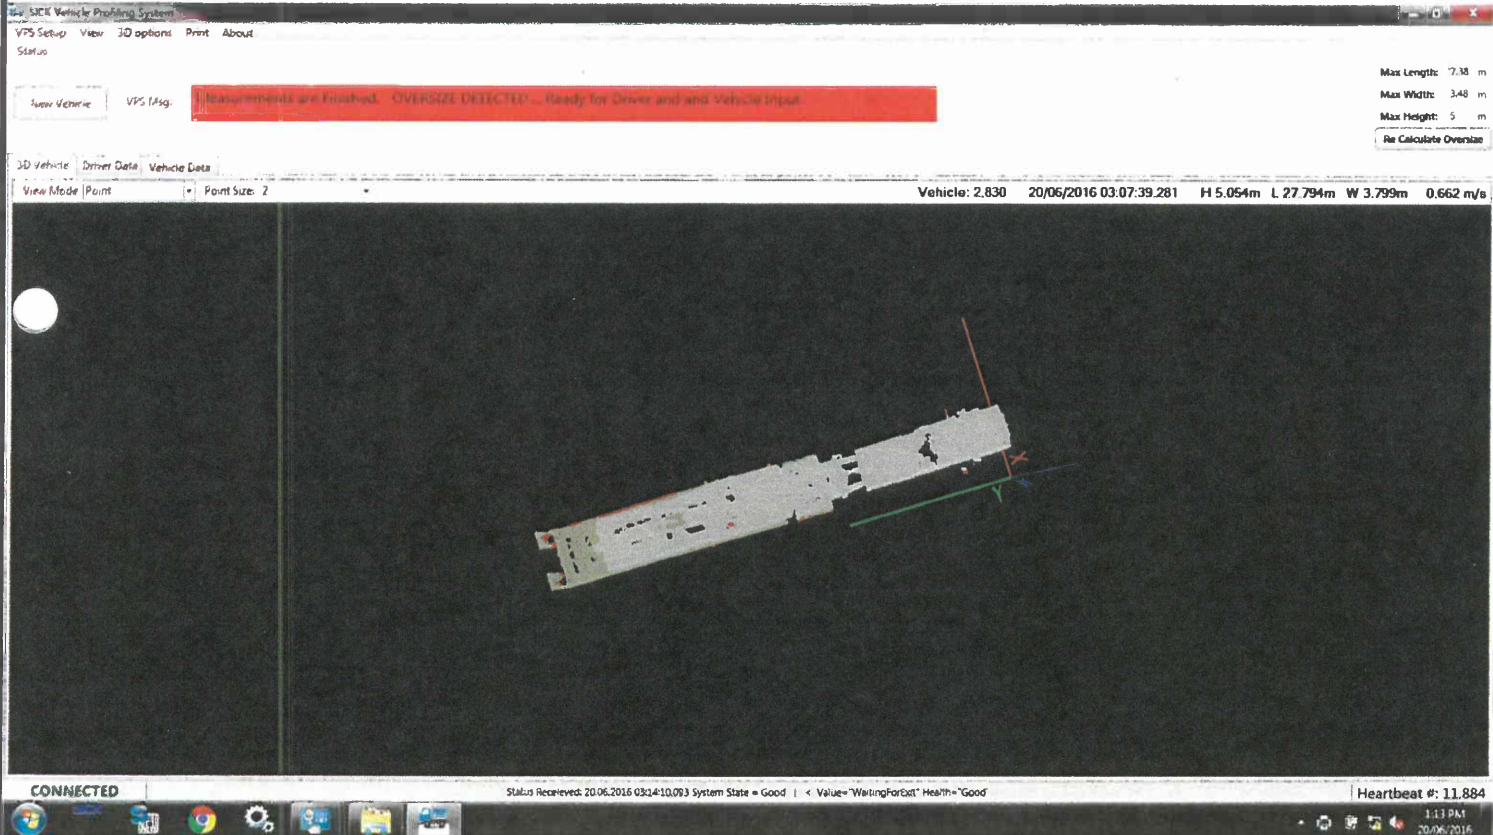 SICK Vehicle Profiling System
VPS Setup View 3D options Print About
Status
Max Length: 7.38 m
Max Width: 3.48 m
Max Height: 5 m
Re Calculate Oversize
New Vehicle VPS Msg. Measurements are Finished. OVERSIZE DETECTED ... Ready for Driver and and Vehicle Input
3D Vehicle Driver Data Vehicle Data
View Mode Point Point Size: 2 Vehicle: 2,830 20/06/2016 03:07:39.281 H 5.054m L 27.794m W 3.799m 0.662 m/s
X
Y
CONNECTED Status Receieved: 20.06.2016 03:14:10.093 System State = Good | < Value="WaitingForExit" Health="Good" Heartbeat #: 11,884
SICK
1:13 PM
20/06/2016